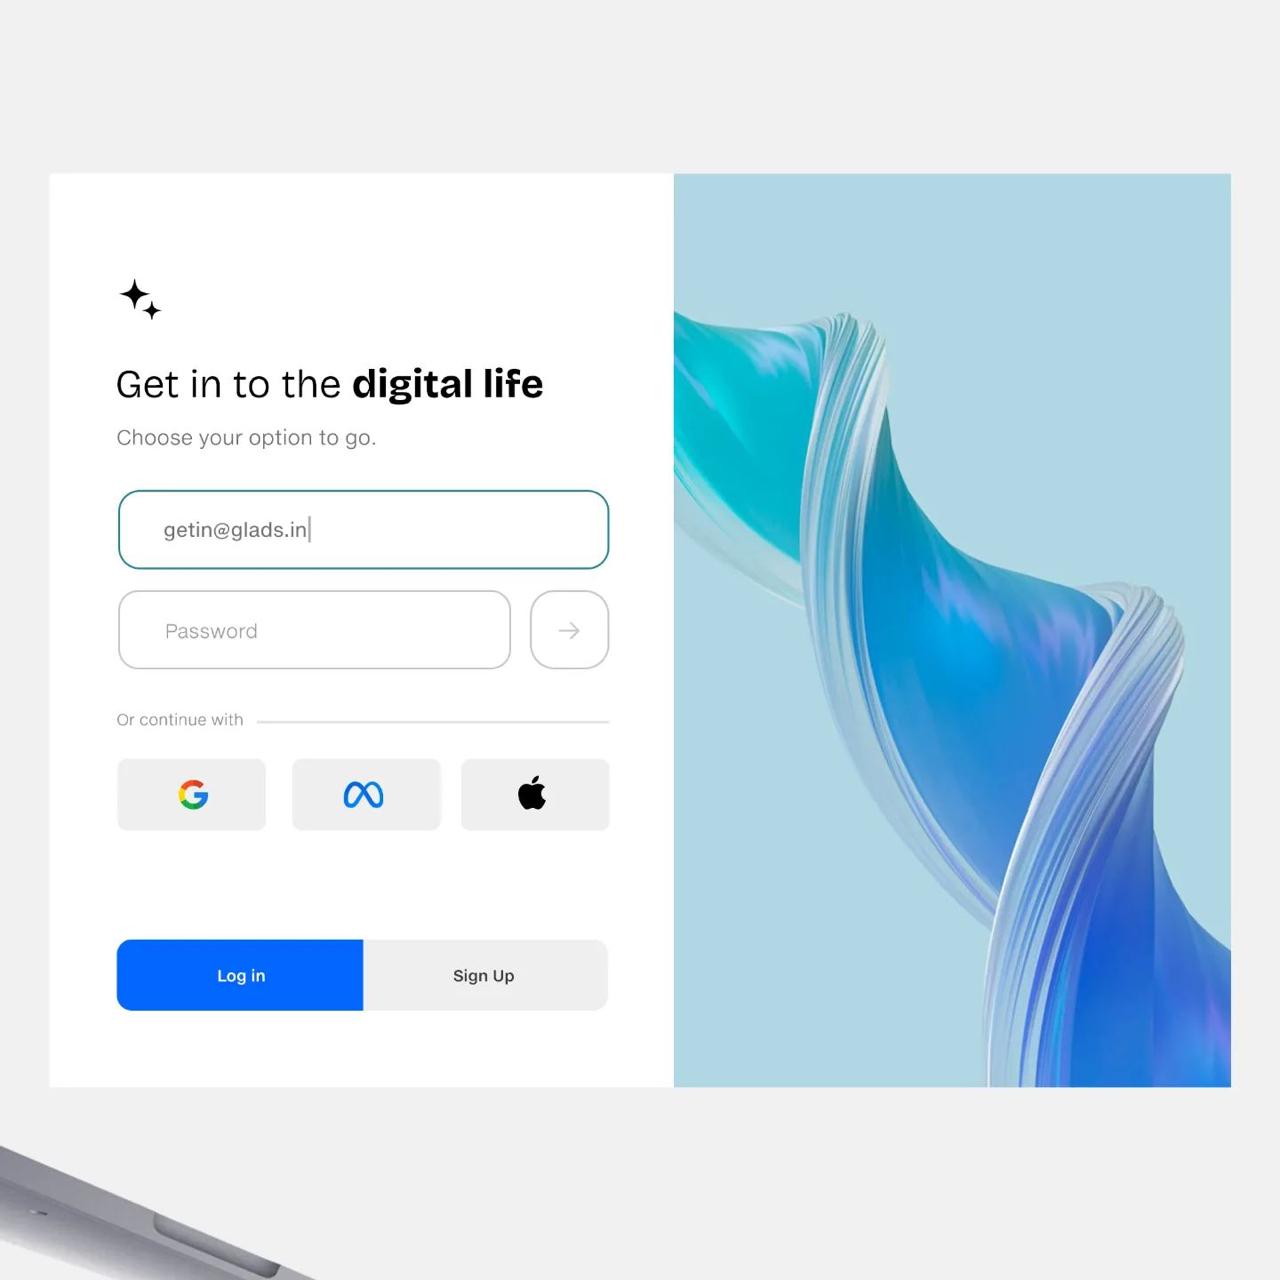 Get in to the digital life
Choose your option to go.
getin@glads.in
Password
Or continue with
Log in
Sign Up